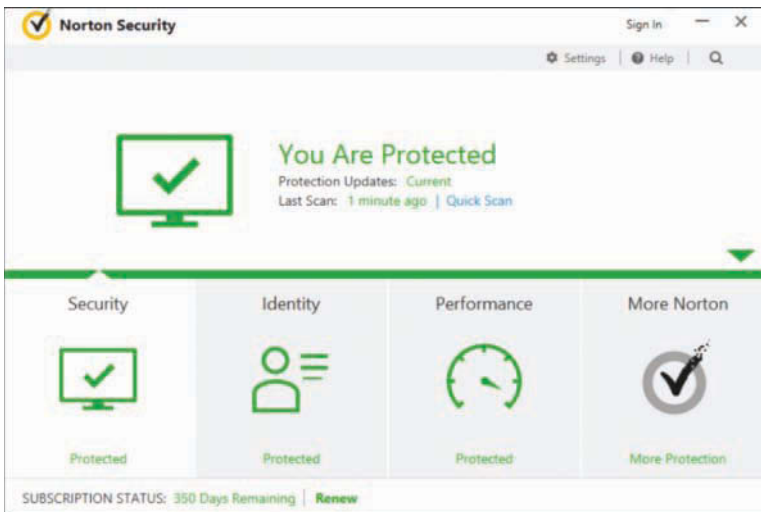 Norton Security
Sign In
Settings | Help |
You Are Protected
Protection Updates: Current
Last Scan: 1 minute ago | Quick Scan
Security Identity Performance More Norton
Protected Protected Protected More Protection
SUBSCRIPTION STATUS: 350 Days Remaining | Renew